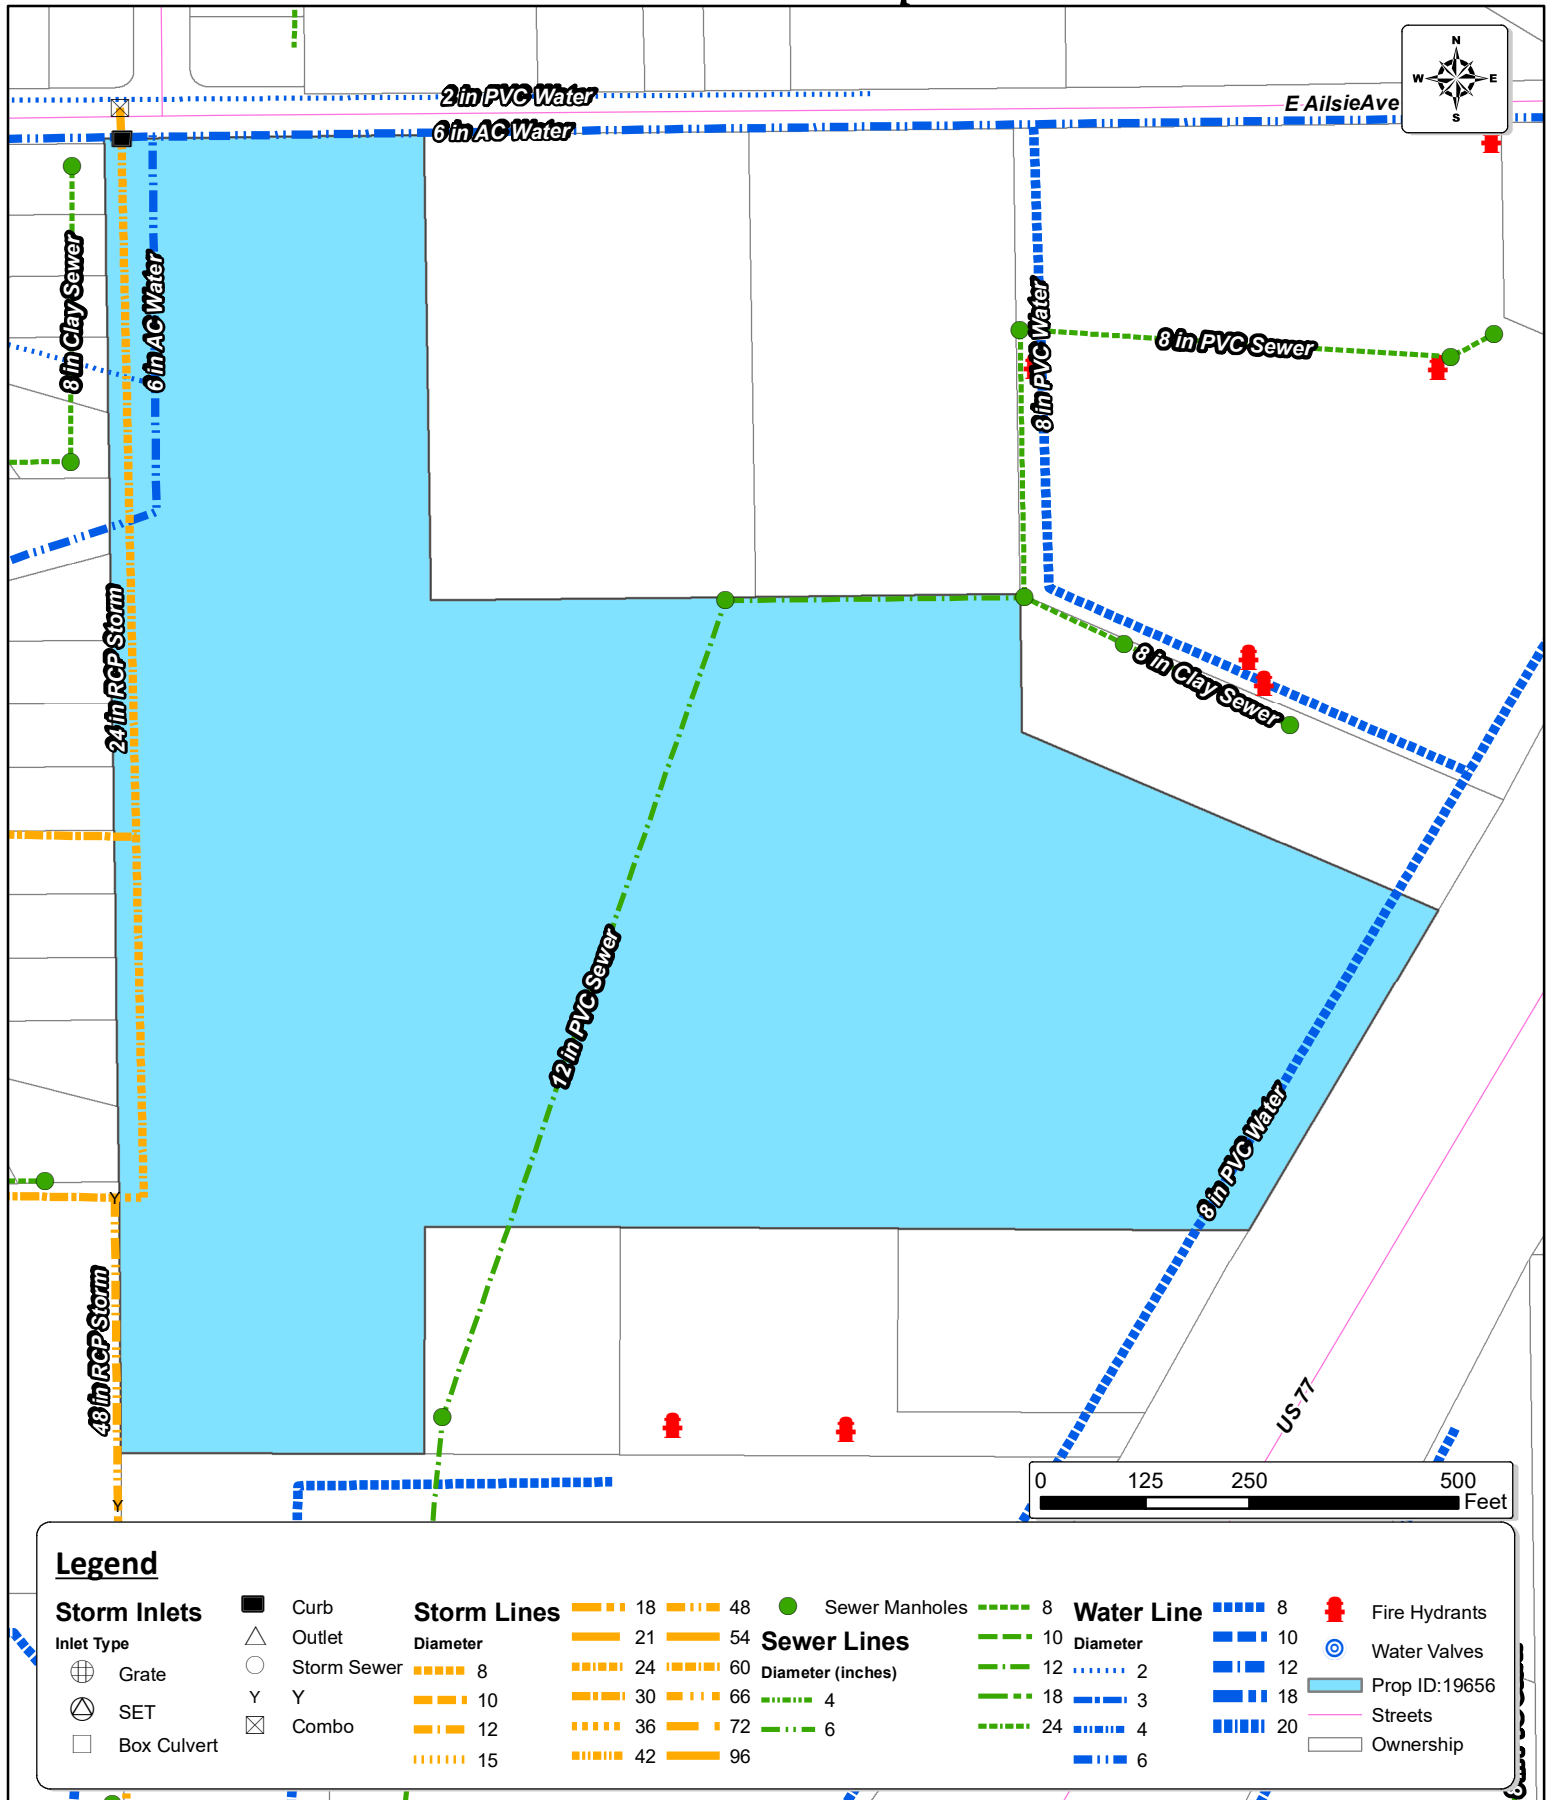 N
W E
S
2 in PVC Water
E AilsieAve
6 in AC Water
8 in Clay Sewer
6 in AC Water
8 in PVC Water
8 in PVC Sewer
24 in RCP Storm
8 in Clay Sewer
12 in PVC Sewer
8 in PVC Water
Y
48 in RCP Storm
US 77
Y
0 125 250 500
Feet
Legend
Storm Inlets
Inlet Type
Grate
SET
Box Culvert
Curb
Outlet
Storm Sewer
Y Y
Combo
Storm Lines
Diameter
8
10
12
15
18
21
24
30
36
42
48
54
60
66
72
96
Sewer Manholes
Sewer Lines
Diameter (inches)
4
6
8
10
12
18
24
Water Line
Diameter
2
3
4
6
8
10
12
18
20
Fire Hydrants
Water Valves
Prop ID:19656
Streets
Ownership